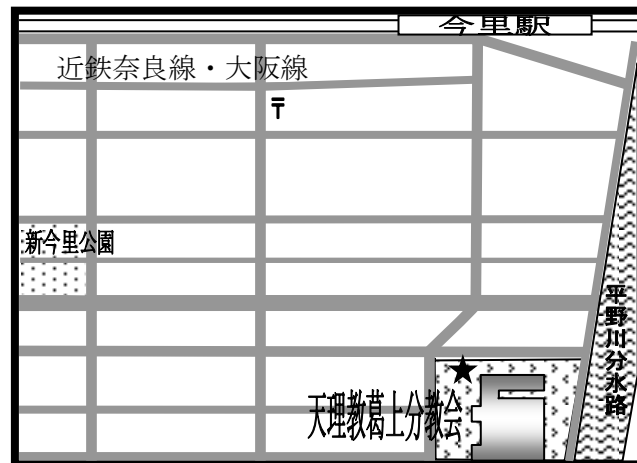 今里駅
近鉄奈良線・大阪線
〒
新今里公園
平野川分水路
天理教葛上分教会